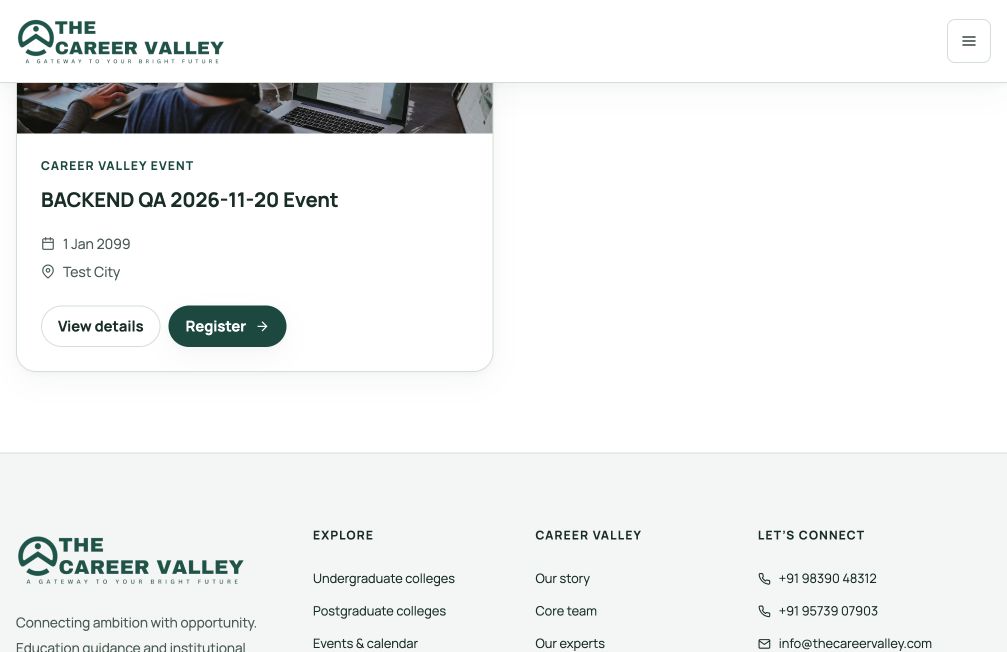 THE
CAREER VALLEY
A GATEWAY TO YOUR BRIGHT FUTURE
CAREER VALLEY EVENT
BACKEND QA 2026-11-20 Event
1 Jan 2099
Test City
View details
Register
THE
CAREER VALLEY
A GATEWAY TO YOUR BRIGHT FUTURE
Connecting ambition with opportunity.
Education guidance and institutional
EXPLORE
Undergraduate colleges
Postgraduate colleges
Events & calendar
CAREER VALLEY
Our story
Core team
Our experts
LET'S CONNECT
+91 98390 48312
+91 95739 07903
info@thecareervalley.com